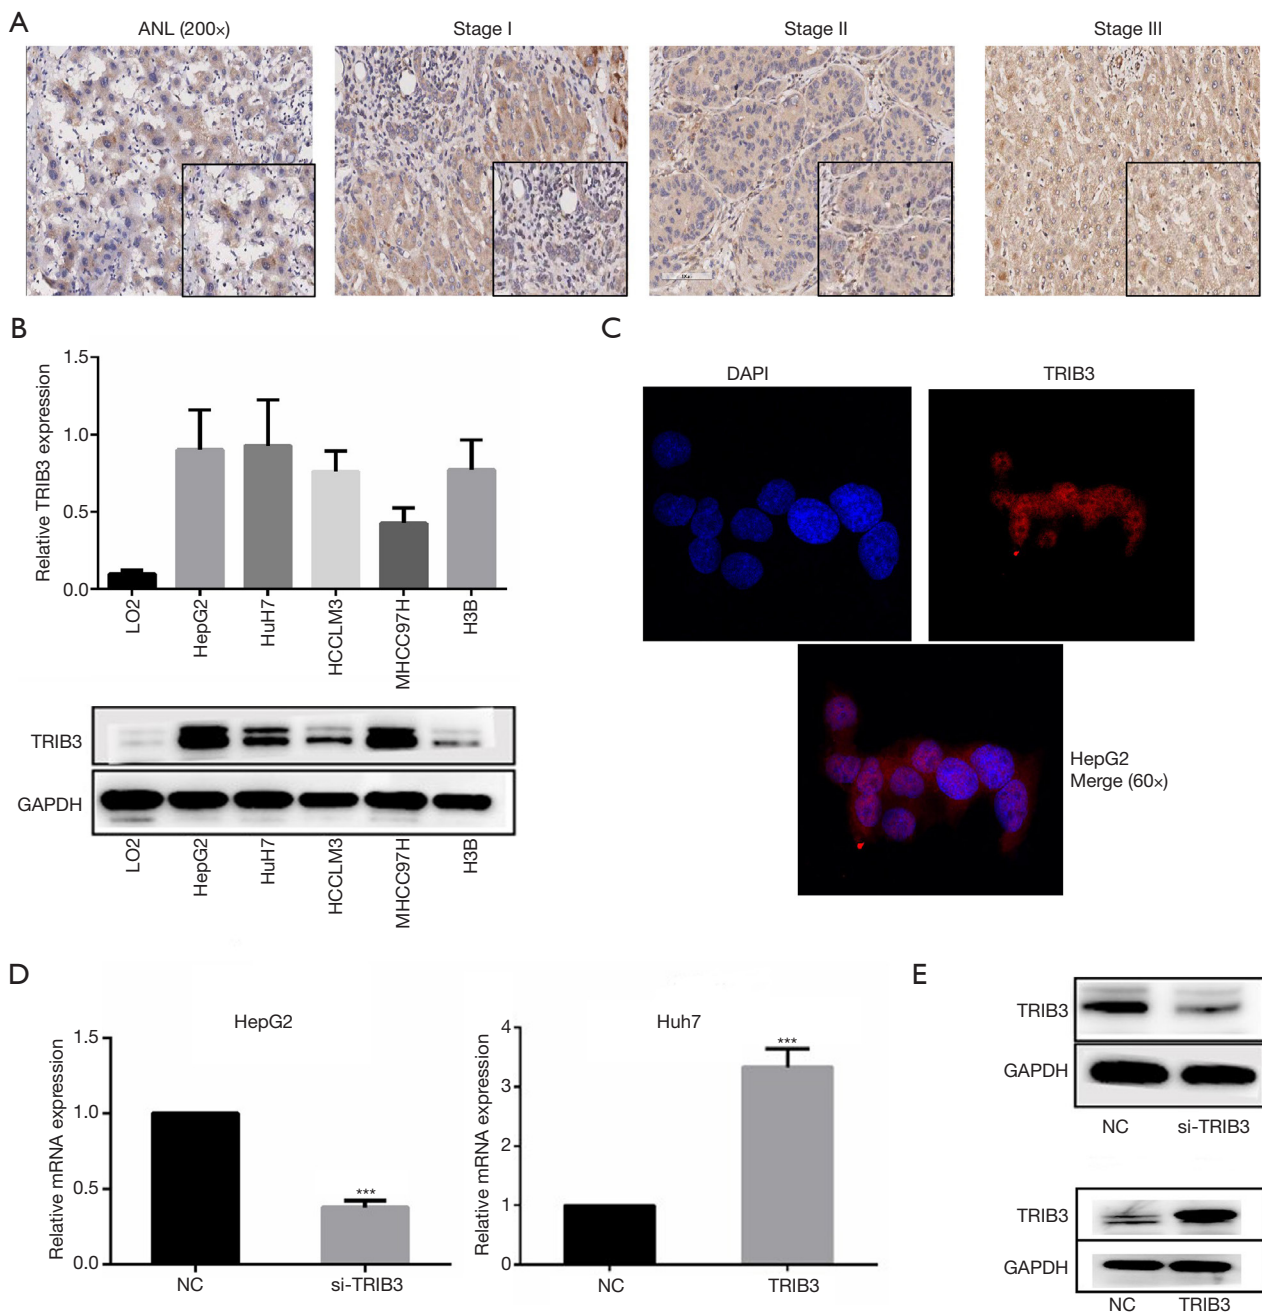 A
ANL (200×)
Stage I
Stage II
Stage III
B
1.5
1.0
0.5
0.0
Relative TRIB3 expression
LO2
HepG2
HuH7
HCCLM3
MHCC97H
H3B
TRIB3
GAPDH
LO2
HepG2
HuH7
HCCLM3
MHCC97H
H3B
C
DAPI
TRIB3
HepG2
Merge (60×)
D
HepG2
1.5
1.0
0.5
0.0
Relative mRNA expression
***
NC
si-TRIB3
Huh7
4
3
2
1
0
Relative mRNA expression
***
NC
TRIB3
E
TRIB3
GAPDH
NC
si-TRIB3
TRIB3
GAPDH
NC
TRIB3